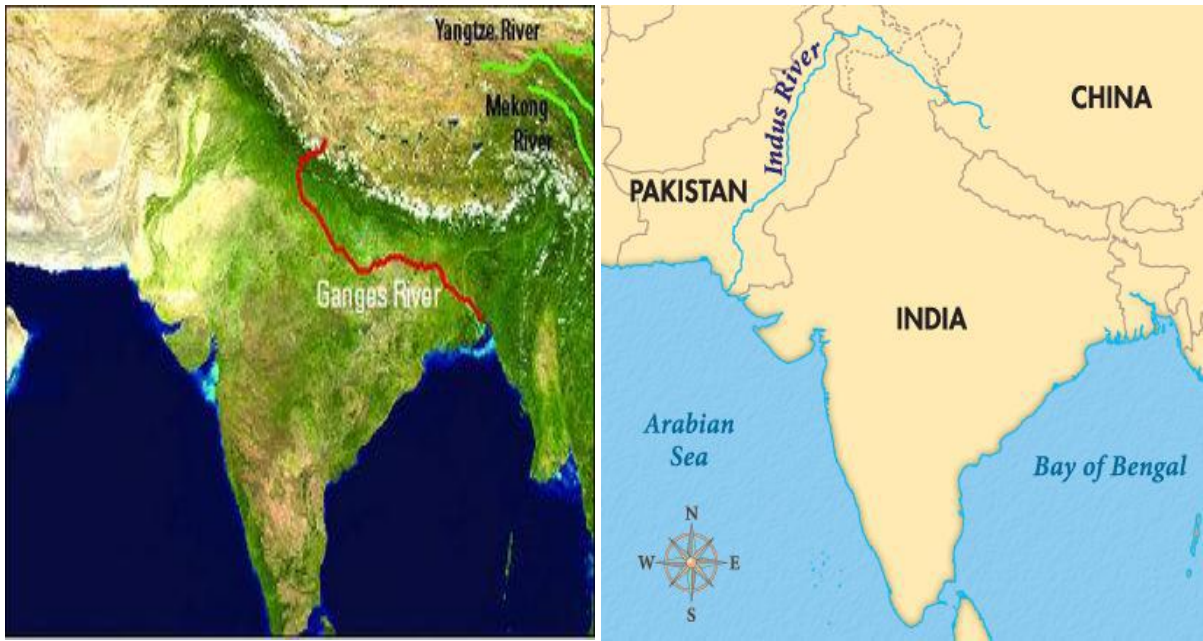 Yangtze River
Mekong
River
Ganges River
Indus River
CHINA
PAKISTAN
INDIA
Arabian
Sea
Bay of Bengal
N
W
E
S